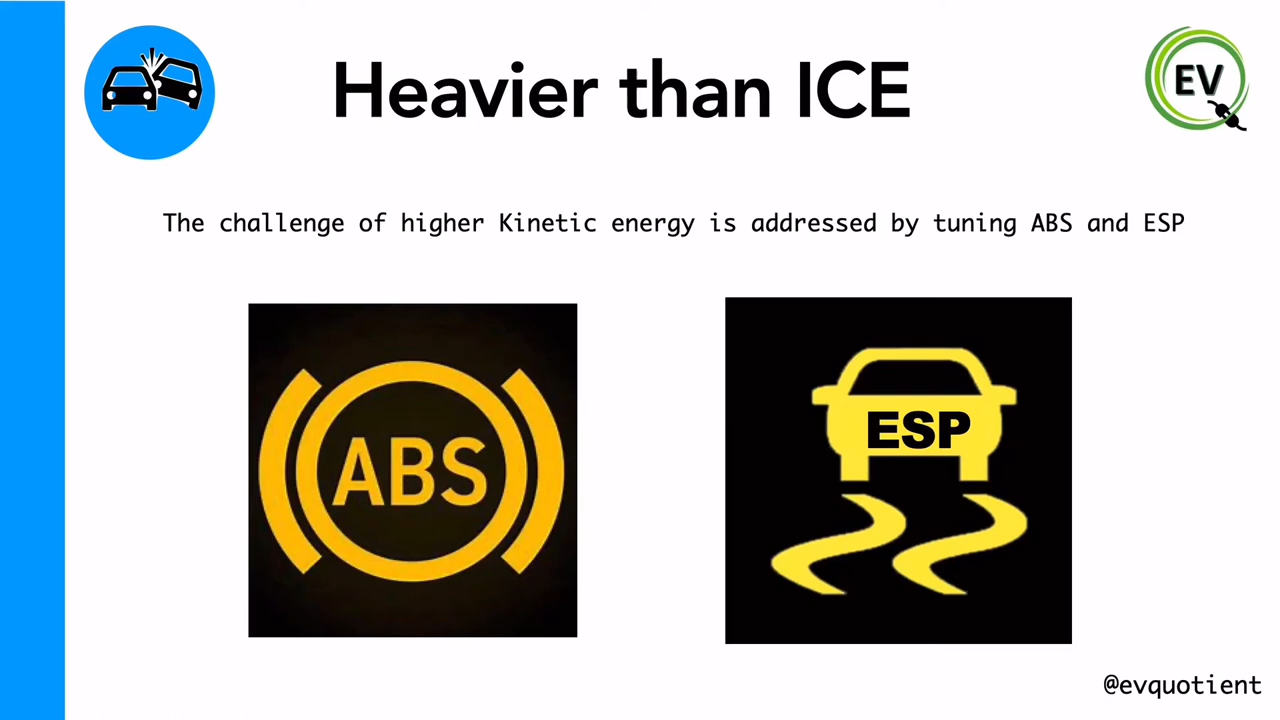 Heavier than ICE
EV
The challenge of higher Kinetic energy is addressed by tuning ABS and ESP
ABS
ESP
@evquotient